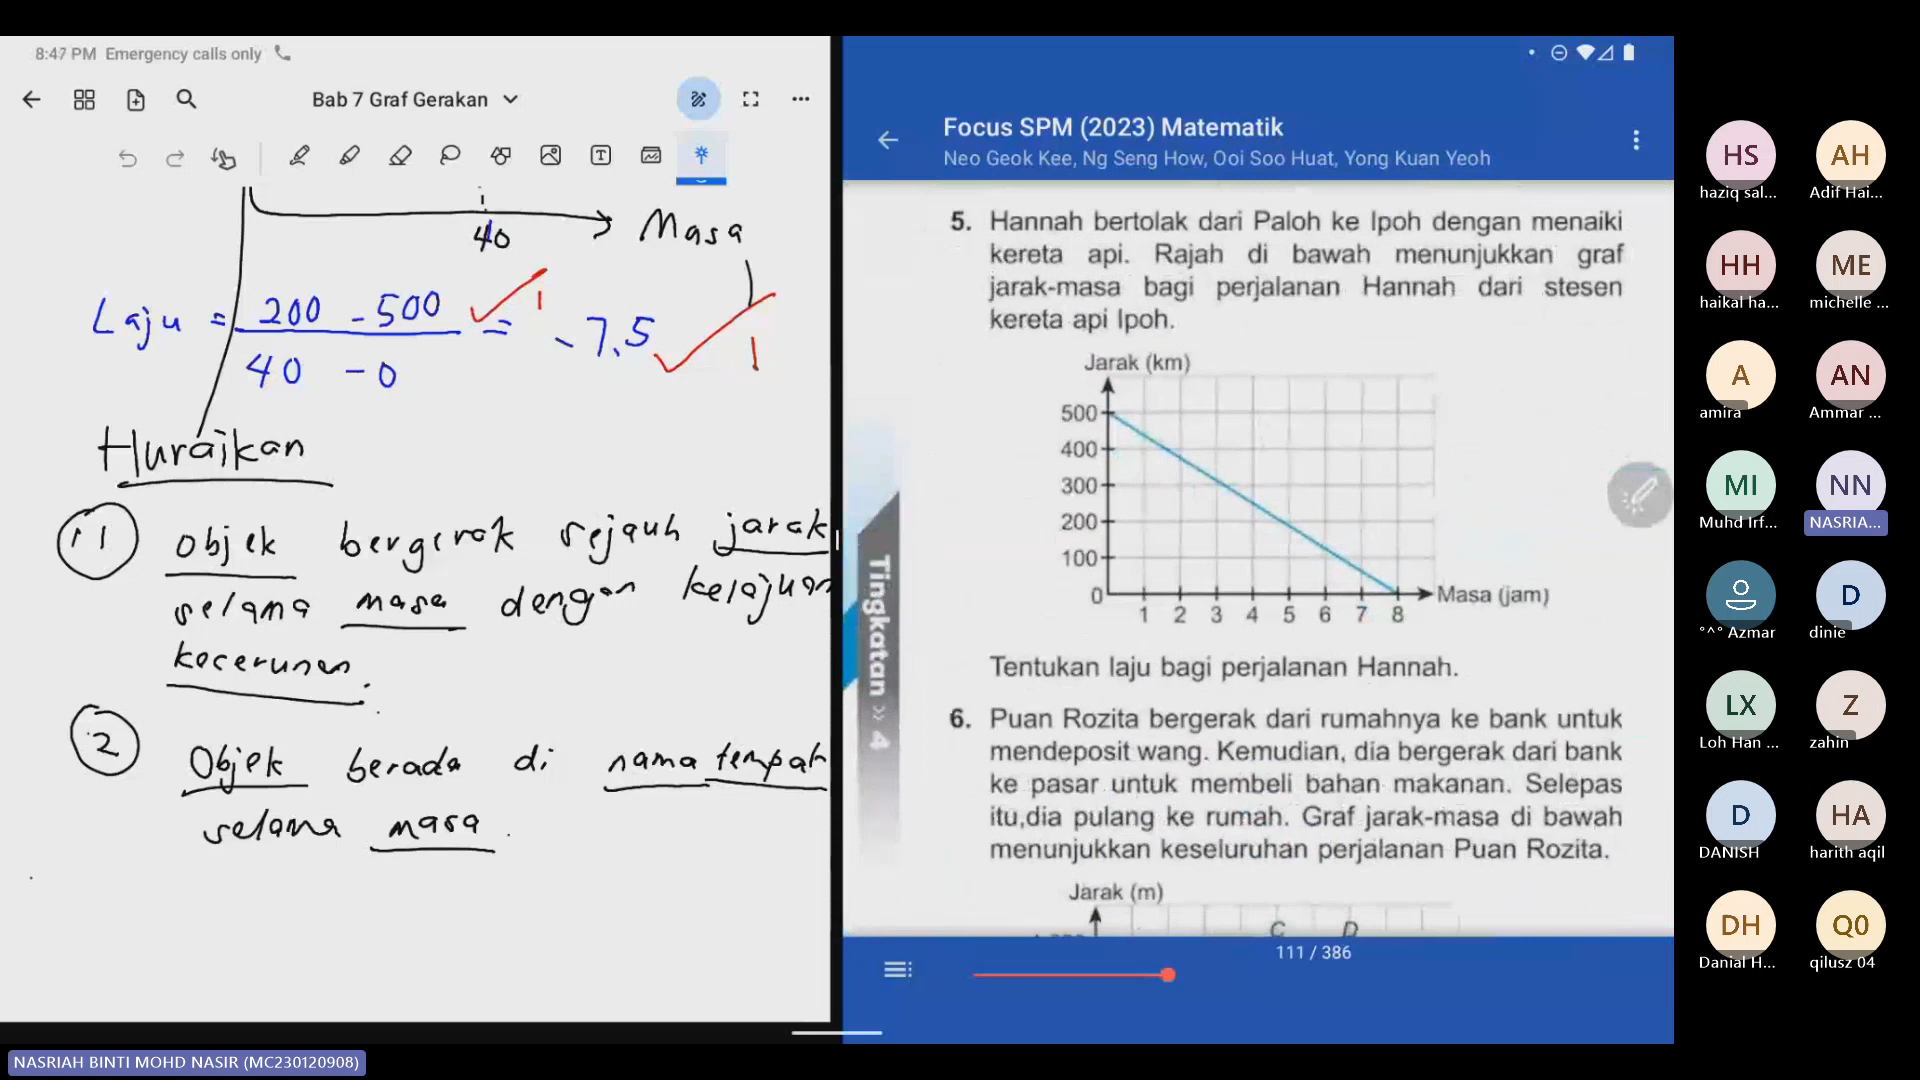 8:47 PM Emergency calls only
Bab 7 Graf Gerakan
40
Masa
Laju = 200 - 500 / 40 - 0 = - 7.5
1
1
Huraikan
1 Objek bergerak sejauh jarak
selama masa dengan kelajuan
kecerunan.
2 Objek berada di nama tempat
selama masa.
Focus SPM (2023) Matematik
Neo Geok Kee, Ng Seng How, Ooi Soo Huat, Yong Kuan Yeoh
5. Hannah bertolak dari Paloh ke Ipoh dengan menaiki
kereta api. Rajah di bawah menunjukkan graf
jarak-masa bagi perjalanan Hannah dari stesen
kereta api Ipoh.
Jarak (km)
500
400
300
200
100
0
1 2 3 4 5 6 7 8
Masa (jam)
Tentukan laju bagi perjalanan Hannah.
6. Puan Rozita bergerak dari rumahnya ke bank untuk
mendeposit wang. Kemudian, dia bergerak dari bank
ke pasar untuk membeli bahan makanan. Selepas
itu,dia pulang ke rumah. Graf jarak-masa di bawah
menunjukkan keseluruhan perjalanan Puan Rozita.
Jarak (m)
C D
Tingkatan >> 4
111 / 386
HS AH
haziq sal... Adif Hai...
HH ME
haikal ha... michelle ...
A AN
amira Ammar ...
MI NN
Muhd Irf... NASRIA...
D
°^° Azmar dinie
LX Z
Loh Han ... zahin
D HA
DANISH harith aqil
DH Q0
Danial H... qilusz 04
NASRIAH BINTI MOHD NASIR (MC230120908)